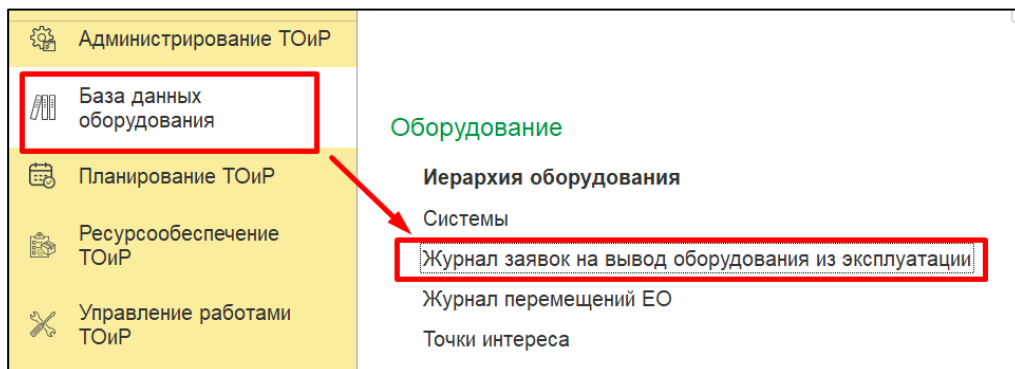 Администрирование ТОиР
База данных
оборудования
Планирование ТОиР
Ресурсообеспечение
ТОиР
Управление работами
ТОиР
Оборудование
Иерархия оборудования
Системы
Журнал заявок на вывод оборудования из эксплуатации
Журнал перемещений ЕО
Точки интереса